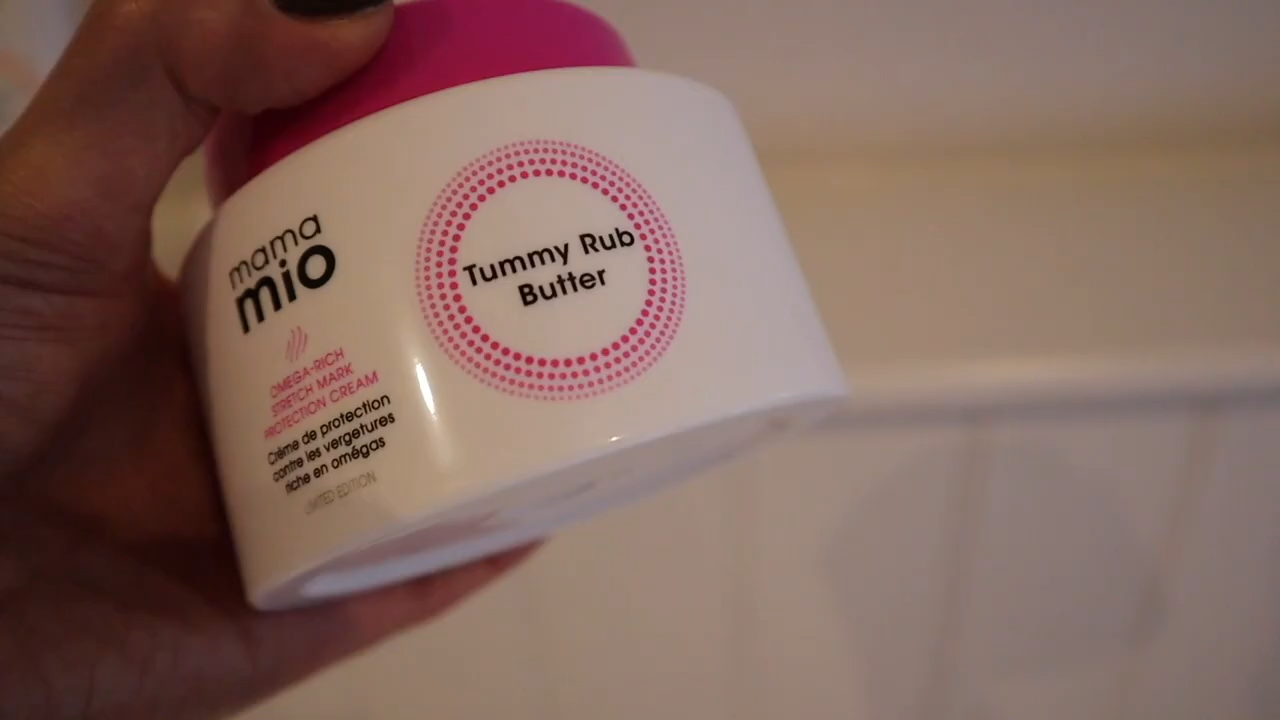 mama
mio
OMEGA-RICH
STRETCH MARK
PROTECTION CREAM
Crème de protection
contre les vergetures
riche en omégas
LIMITED EDITION
Tummy Rub
Butter